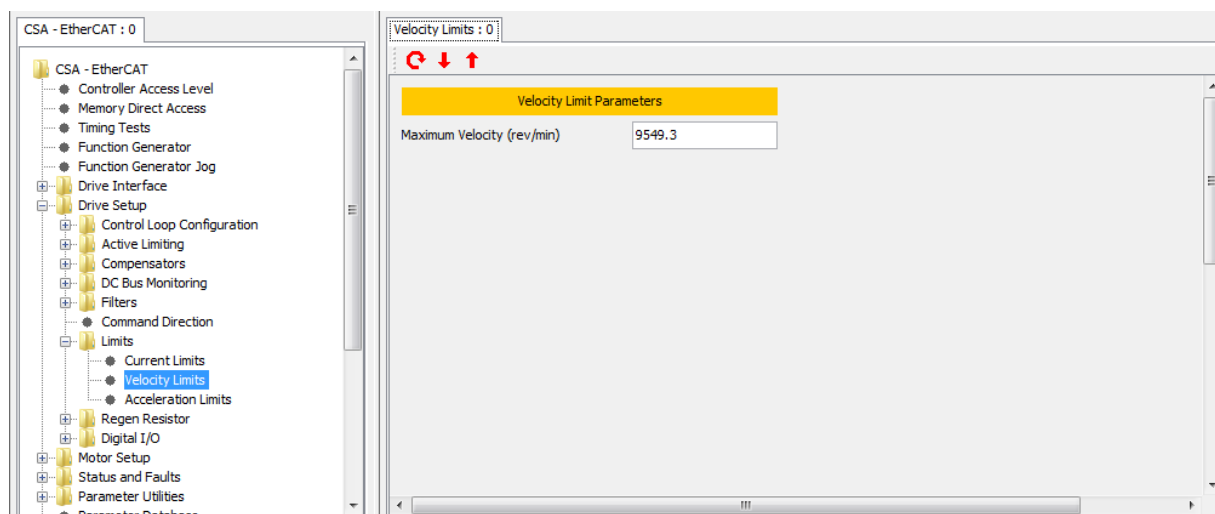 CSA - EtherCAT : 0
CSA - EtherCAT
Controller Access Level
Memory Direct Access
Timing Tests
Function Generator
Function Generator Jog
Drive Interface
Drive Setup
Control Loop Configuration
Active Limiting
Compensators
DC Bus Monitoring
Filters
Command Direction
Limits
Current Limits
Velocity Limits
Acceleration Limits
Regen Resistor
Digital I/O
Motor Setup
Status and Faults
Parameter Utilities
Parameter Database
Velocity Limits : 0
Velocity Limit Parameters
Maximum Velocity (rev/min) 9549.3